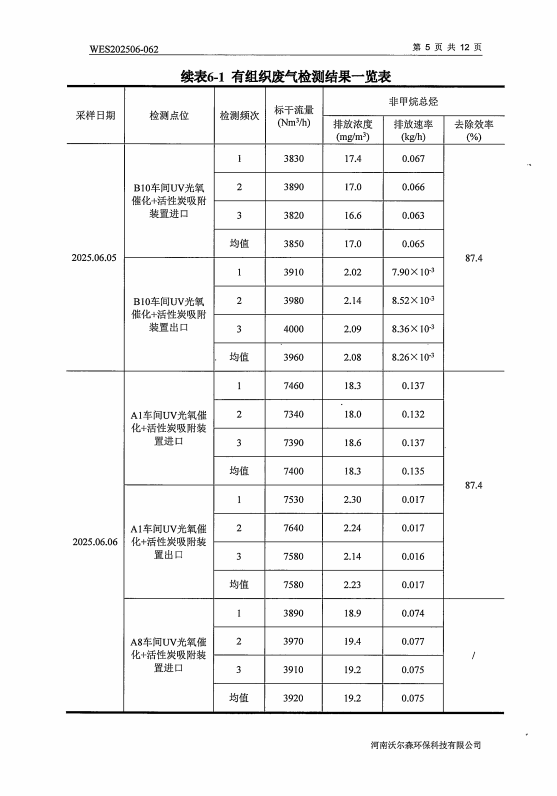 WES202506-062 第 5 页 共 12 页
续表6-1 有组织废气检测结果一览表
采样日期 检测点位 检测频次 标干流量 (Nm³/h) 非甲烷总烃
排放浓度 (mg/m³) 排放速率 (kg/h) 去除效率 (%)
2025.06.05 B10车间UV光氧催化+活性炭吸附装置进口 1 3830 17.4 0.067 87.4
2 3890 17.0 0.066
3 3820 16.6 0.063
均值 3850 17.0 0.065
B10车间UV光氧催化+活性炭吸附装置出口 1 3910 2.02 7.90×10⁻³
2 3980 2.14 8.52×10⁻³
3 4000 2.09 8.36×10⁻³
均值 3960 2.08 8.26×10⁻³
2025.06.06 A1车间UV光氧催化+活性炭吸附装置进口 1 7460 18.3 0.137 87.4
2 7340 18.0 0.132
3 7390 18.6 0.137
均值 7400 18.3 0.135
A1车间UV光氧催化+活性炭吸附装置出口 1 7530 2.30 0.017
2 7640 2.24 0.017
3 7580 2.14 0.016
均值 7580 2.23 0.017
A8车间UV光氧催化+活性炭吸附装置进口 1 3890 18.9 0.074 /
2 3970 19.4 0.077
3 3910 19.2 0.075
均值 3920 19.2 0.075
河南沃尔森环保科技有限公司